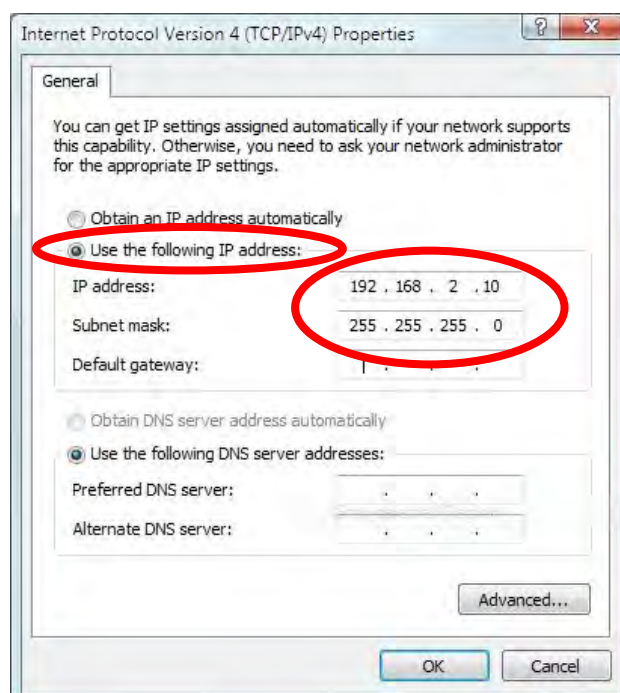 Internet Protocol Version 4 (TCP/IPv4) Properties
General
You can get IP settings assigned automatically if your network supports
this capability. Otherwise, you need to ask your network administrator
for the appropriate IP settings.
Obtain an IP address automatically
Use the following IP address:
IP address: 192 . 168 . 2 . 10
Subnet mask: 255 . 255 . 255 . 0
Default gateway: . . .
Obtain DNS server address automatically
Use the following DNS server addresses:
Preferred DNS server: . . .
Alternate DNS server: . . .
Advanced...
OK Cancel